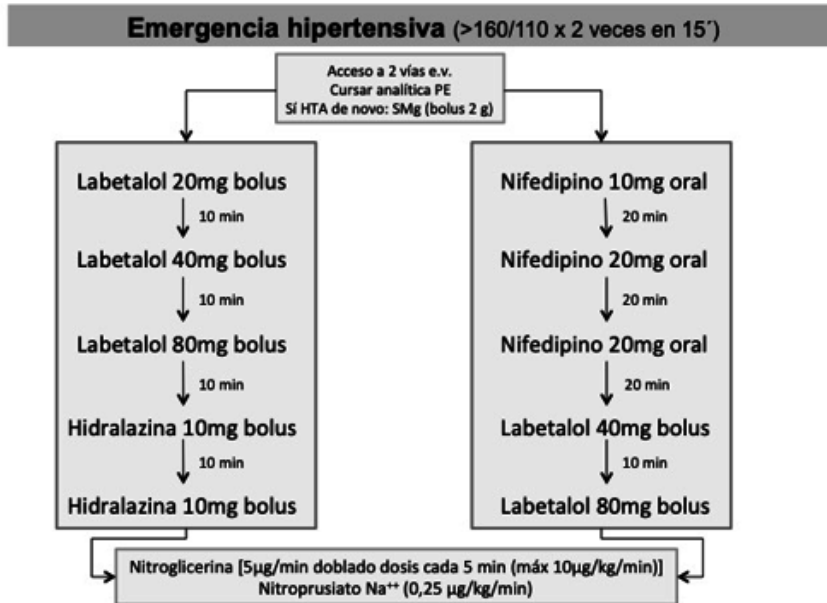 Emergencia hipertensiva (>160/110 x 2 veces en 15´)
Acceso a 2 vías e.v.
Cursar analítica PE
Sí HTA de novo: SMg (bolus 2 g)
Labetalol 20mg bolus
10 min
Labetalol 40mg bolus
10 min
Labetalol 80mg bolus
10 min
Hidralazina 10mg bolus
10 min
Hidralazina 10mg bolus
Nifedipino 10mg oral
20 min
Nifedipino 20mg oral
20 min
Nifedipino 20mg oral
20 min
Labetalol 40mg bolus
10 min
Labetalol 80mg bolus
Nitroglicerina [5µg/min doblado dosis cada 5 min (máx 10µg/kg/min)]
Nitroprusiato Na⁺⁺ (0,25 µg/kg/min)